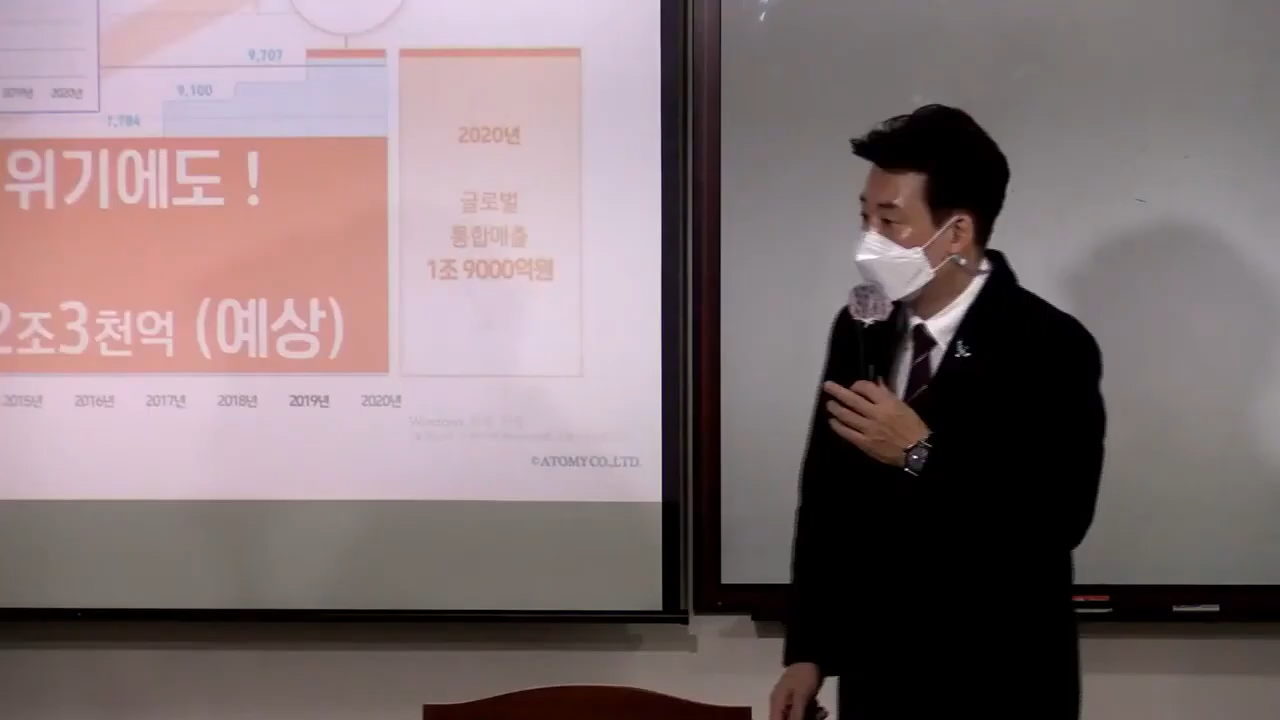 2019년 2020년
9,707
9,100
7,784
위기에도 !
2조3천억 (예상)
2020년
글로벌
통합매출
1조 9000억원
2015년 2016년 2017년 2018년 2019년 2020년
Windows
©ATOMY CO.,LTD.